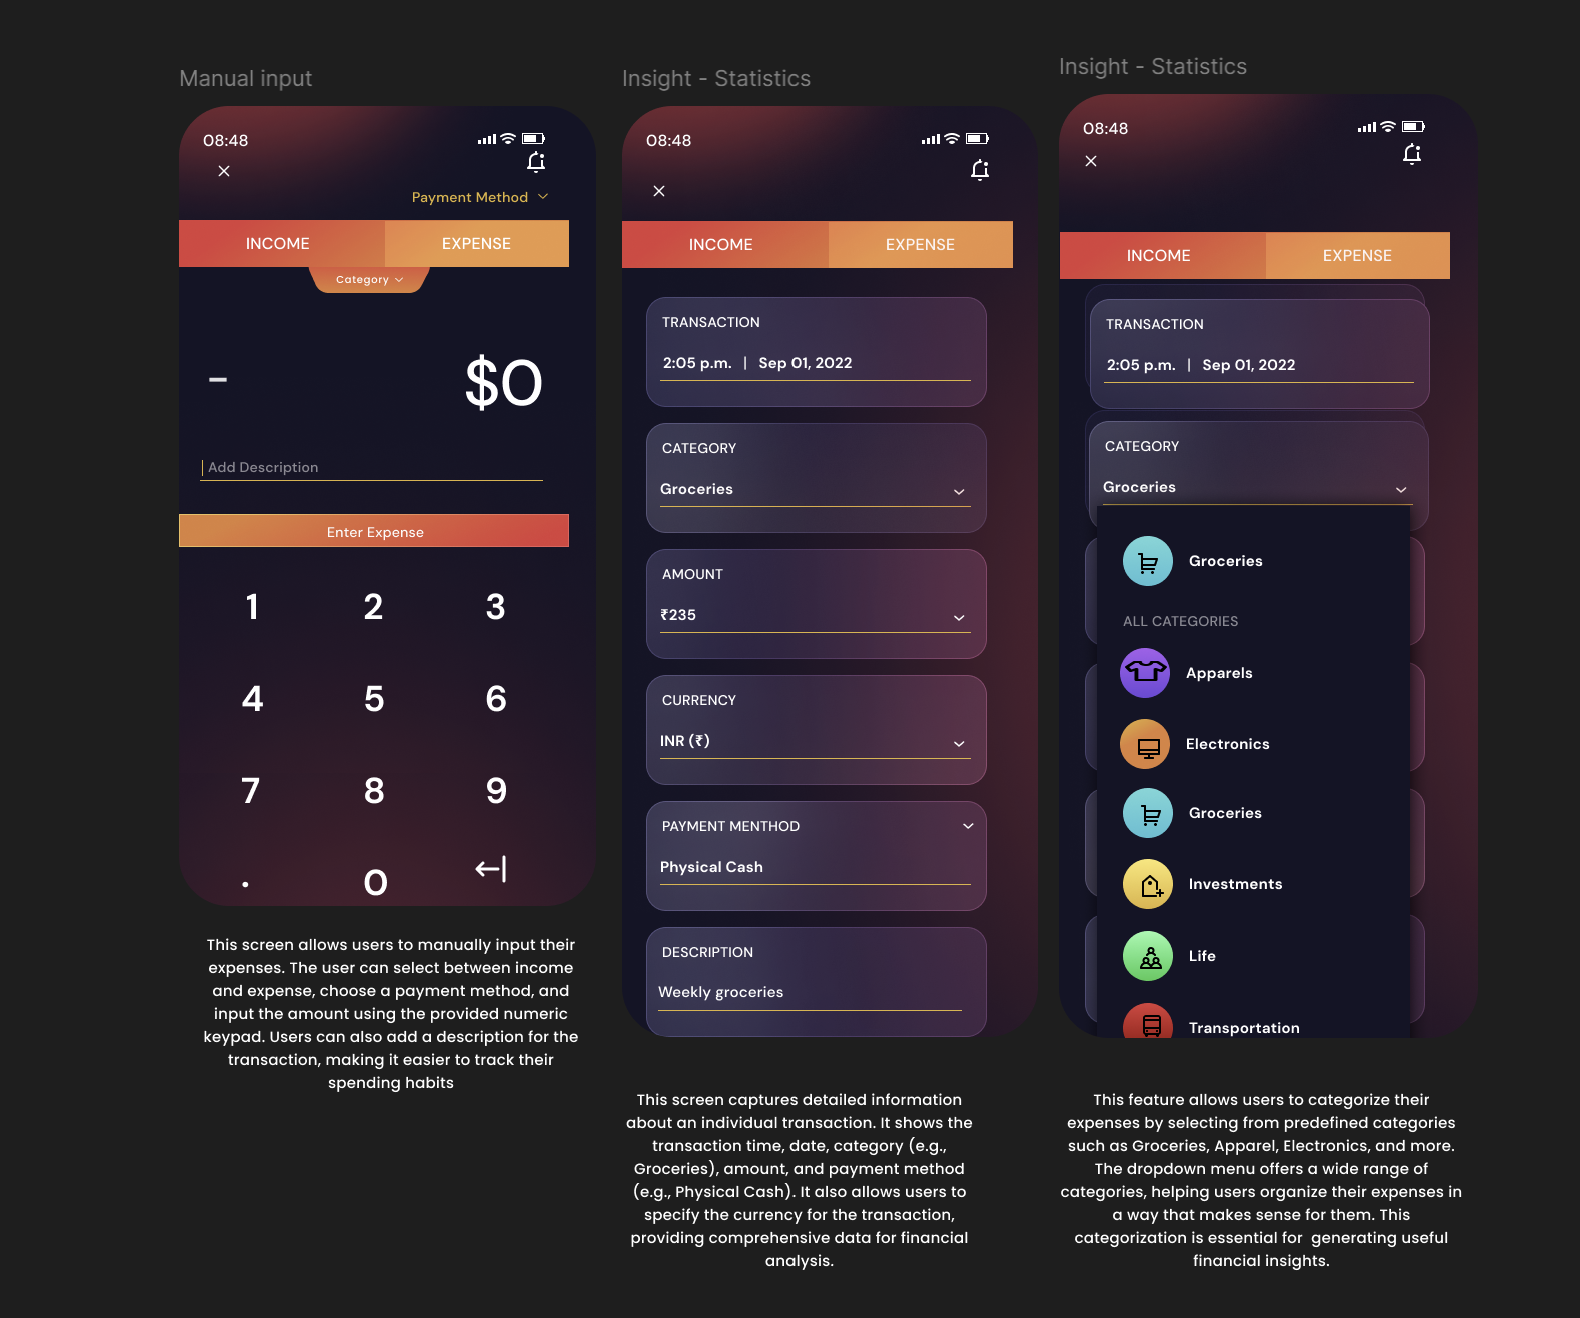 Manual input
08:48
Payment Method
INCOME
EXPENSE
Category
-
$0
Add Description
Enter Expense
1 2 3
4 5 6
7 8 9
. 0
This screen allows users to manually input their
expenses. The user can select between income
and expense, choose a payment method, and
input the amount using the provided numeric
keypad. Users can also add a description for the
transaction, making it easier to track their
spending habits
Insight - Statistics
08:48
INCOME
EXPENSE
TRANSACTION
2:05 p.m. | Sep 01, 2022
CATEGORY
Groceries
AMOUNT
₹235
CURRENCY
INR (₹)
PAYMENT MENTHOD
Physical Cash
DESCRIPTION
Weekly groceries
This screen captures detailed information
about an individual transaction. It shows the
transaction time, date, category (e.g.,
Groceries), amount, and payment method
(e.g., Physical Cash). It also allows users to
specify the currency for the transaction,
providing comprehensive data for financial
analysis.
Insight - Statistics
08:48
INCOME
EXPENSE
TRANSACTION
2:05 p.m. | Sep 01, 2022
CATEGORY
Groceries
Groceries
ALL CATEGORIES
Apparels
Electronics
Groceries
Investments
Life
Transportation
This feature allows users to categorize their
expenses by selecting from predefined categories
such as Groceries, Apparel, Electronics, and more.
The dropdown menu offers a wide range of
categories, helping users organize their expenses in
a way that makes sense for them. This
categorization is essential for  generating useful
financial insights.